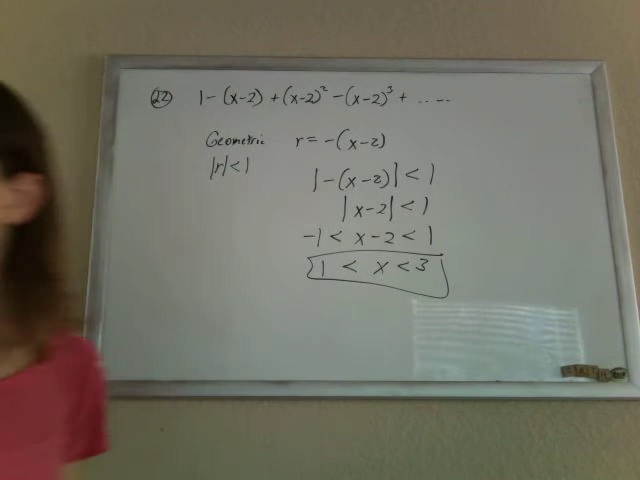 22 1-(x-2)+(x-2)²-(x-2)³+.....
Geometric r=-(x-2)
|r|<1
|-(x-2)|<1
|x-2|<1
-1<x-2<1
1<x<3